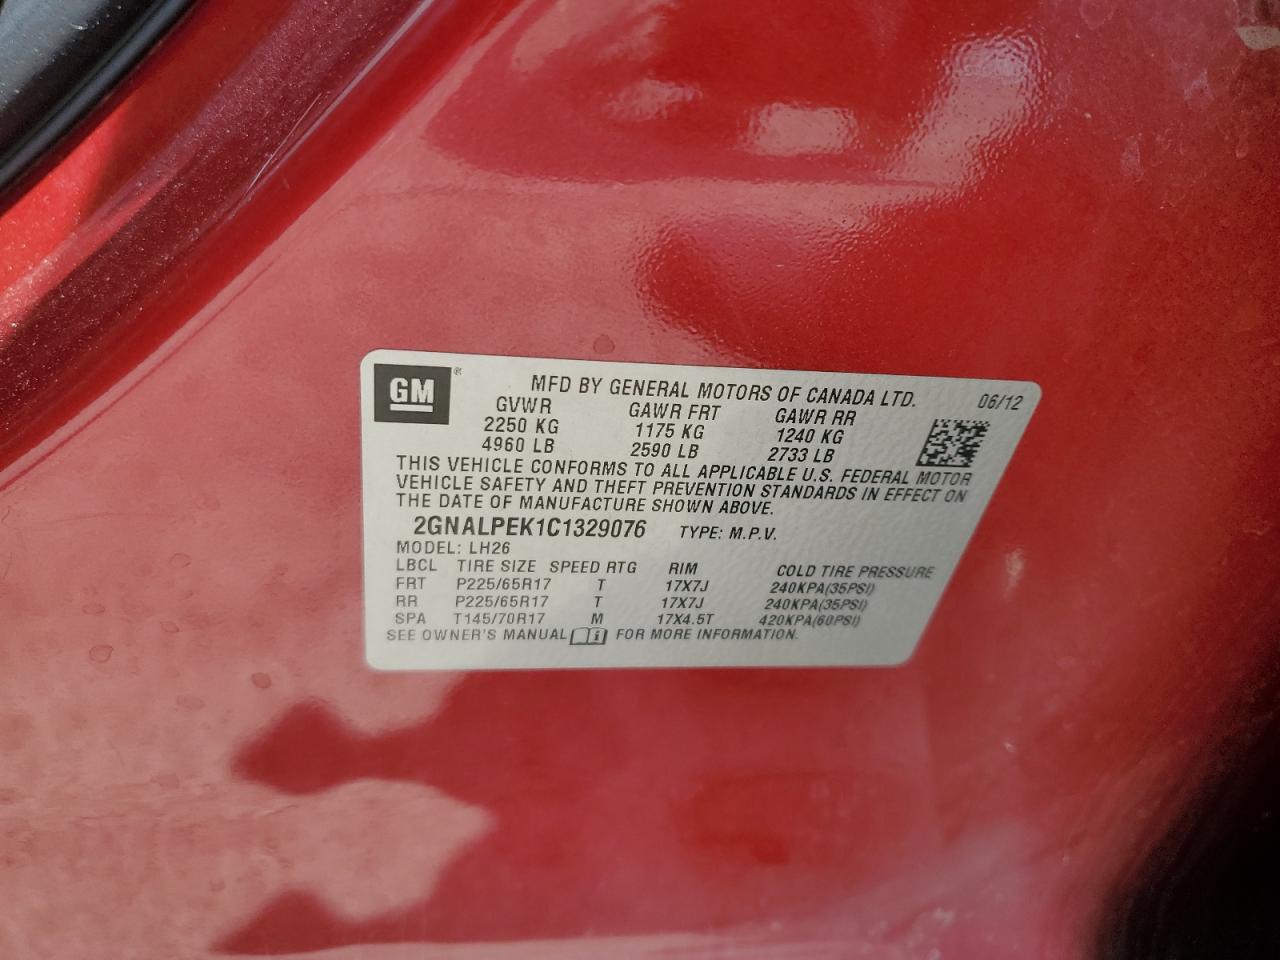 GM ®
MFD BY GENERAL MOTORS OF CANADA LTD. 06/12
GVWR GAWR FRT GAWR RR
2250 KG 1175 KG 1240 KG
4960 LB 2590 LB 2733 LB
THIS VEHICLE CONFORMS TO ALL APPLICABLE U.S. FEDERAL MOTOR
VEHICLE SAFETY AND THEFT PREVENTION STANDARDS IN EFFECT ON
THE DATE OF MANUFACTURE SHOWN ABOVE.
2GNALPEK1C1329076 TYPE: M.P.V.
MODEL: LH26
LBCL TIRE SIZE SPEED RTG RIM COLD TIRE PRESSURE
FRT P225/65R17 T 17X7J 240KPA(35PSI)
RR P225/65R17 T 17X7J 240KPA(35PSI)
SPA T145/70R17 M 17X4.5T 420KPA(60PSI)
SEE OWNER'S MANUAL i FOR MORE INFORMATION.